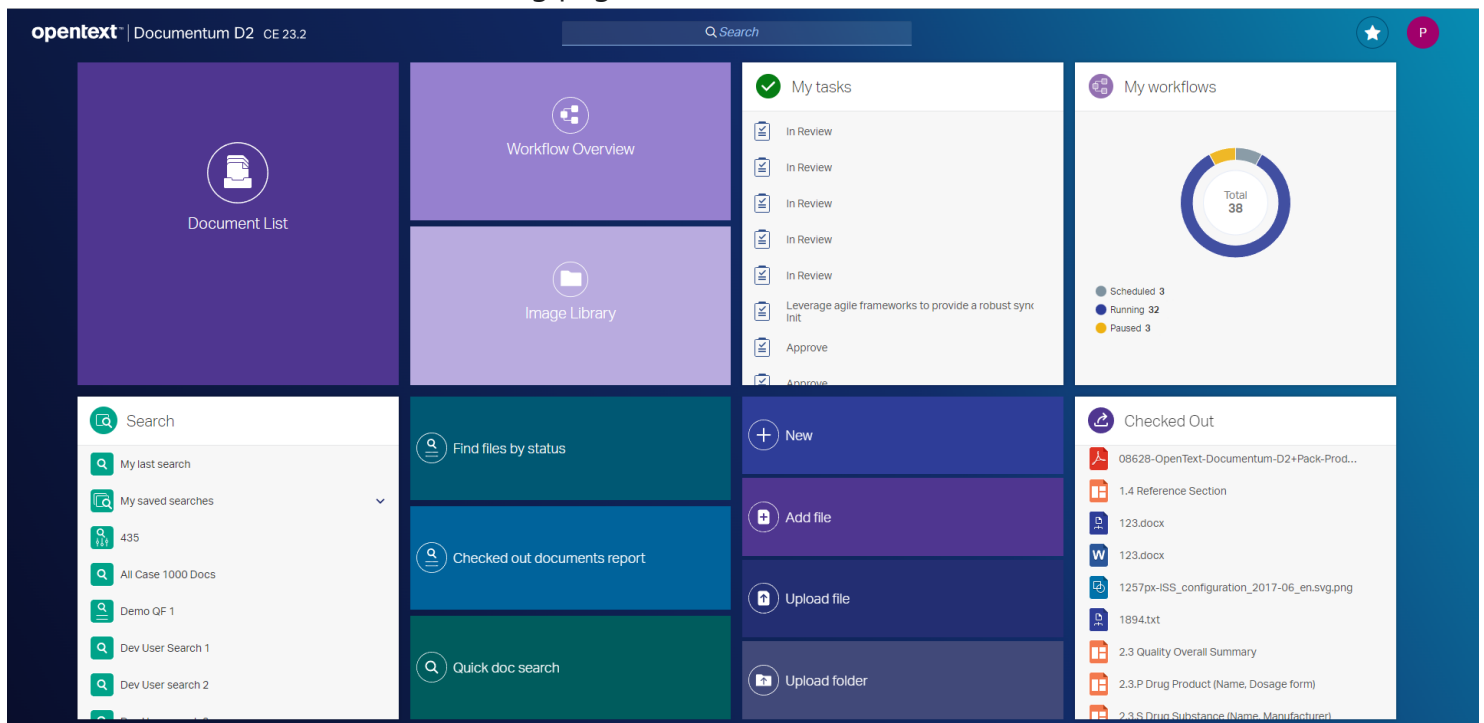 opentext™ | Documentum D2 CE 23.2
Search
P
Document List
Workflow Overview
Image Library
My tasks
In Review
In Review
In Review
In Review
In Review
Leverage agile frameworks to provide a robust sync
Init
Approve
Approve
My workflows
Total
38
Scheduled 3
Running 32
Paused 3
Search
My last search
My saved searches
435
All Case 1000 Docs
Demo QF 1
Dev User Search 1
Dev User search 2
Find files by status
Checked out documents report
Quick doc search
New
Add file
Upload file
Upload folder
Checked Out
08628-OpenText-Documentum-D2+Pack-Prod...
1.4 Reference Section
123.docx
W 123.docx
1257px-ISS_configuration_2017-06_en.svg.png
1894.txt
2.3 Quality Overall Summary
2.3.P Drug Product (Name, Dosage form)
2.3.S Drug Substance (Name, Manufacturer)